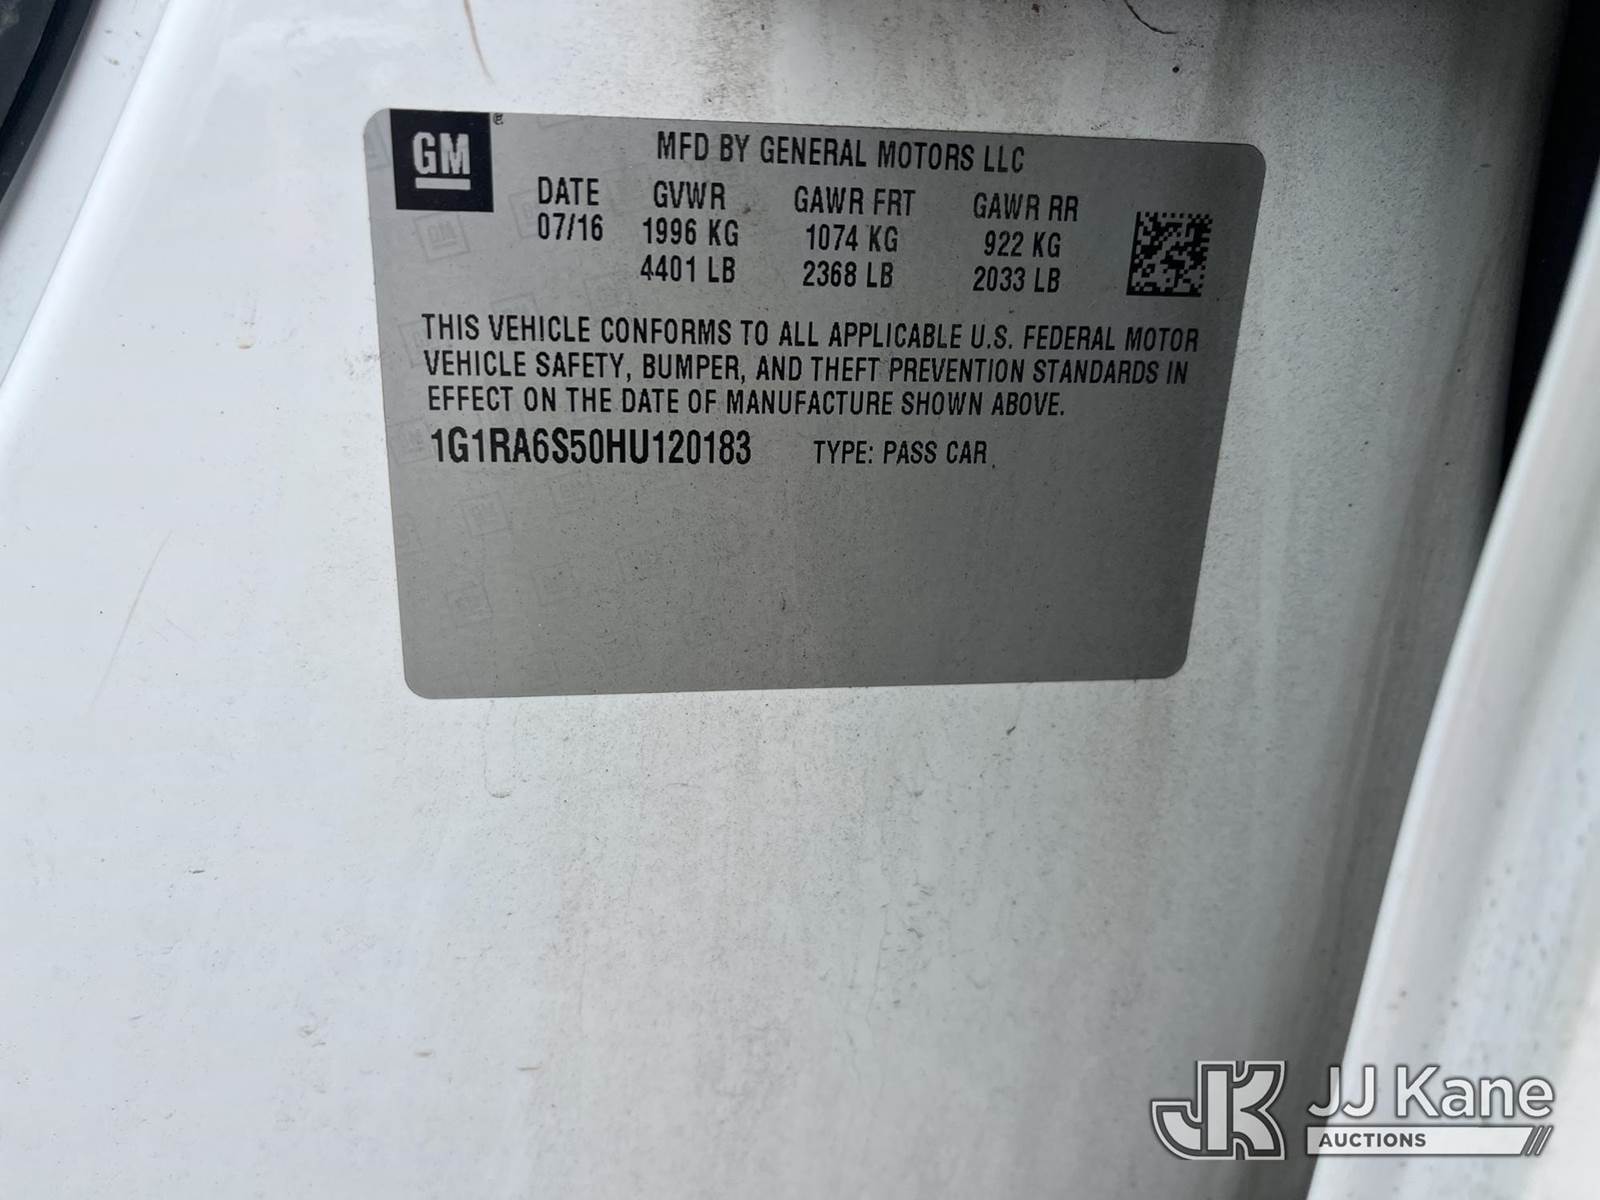 GM
MFD BY GENERAL MOTORS LLC
DATE GVWR GAWR FRT GAWR RR
07/16 1996 KG 1074 KG 922 KG
4401 LB 2368 LB 2033 LB
THIS VEHICLE CONFORMS TO ALL APPLICABLE U.S. FEDERAL MOTOR
VEHICLE SAFETY, BUMPER, AND THEFT PREVENTION STANDARDS IN
EFFECT ON THE DATE OF MANUFACTURE SHOWN ABOVE.
1G1RA6S50HU120183 TYPE: PASS CAR
JK JJ Kane
AUCTIONS